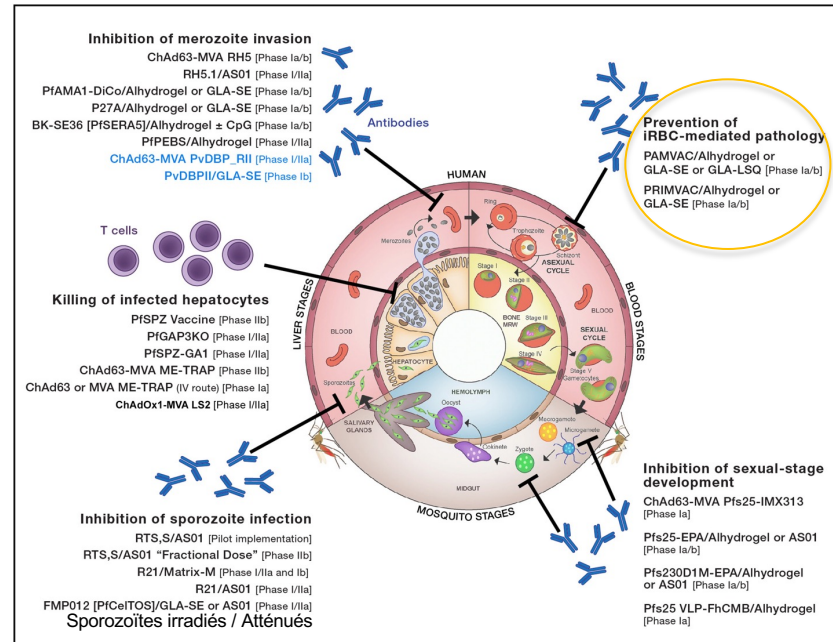 Inhibition of merozoite invasion
ChAd63-MVA RH5 [Phase Ia/b]
RH5.1/AS01 [Phase I/IIa]
PfAMA1-DiCo/Alhydrogel or GLA-SE [Phase Ia/b]
P27A/Alhydrogel or GLA-SE [Phase Ia/b]
BK-SE36 [PfSERA5]/Alhydrogel ± CpG [Phase Ia/b]
PfPEBS/Alhydrogel [Phase I/IIa]
ChAd63-MVA PvDBP_RII [Phase I/IIa]
PvDBPII/GLA-SE [Phase Ib]
Antibodies
Prevention of
iRBC-mediated pathology
PAMVAC/Alhydrogel or
GLA-SE or GLA-LSQ [Phase Ia/b]
PRIMVAC/Alhydrogel or
GLA-SE [Phase Ia/b]
T cells
Killing of infected hepatocytes
PfSPZ Vaccine [Phase IIb]
PfGAP3KO [Phase I/IIa]
PfSPZ-GA1 [Phase I/IIa]
ChAd63-MVA ME-TRAP [Phase IIb]
ChAd63 or MVA ME-TRAP (IV route) [Phase Ia]
ChAdOx1-MVA LS2 [Phase I/IIa]
HUMAN
LIVER STAGES
BLOOD STAGES
MOSQUITO STAGES
Merozoites
Ring
Trophozoite
Schizont
ASEXUAL
CYCLE
BLOOD
BLOOD
Stage I
Stage II
BONE
MRW
Stage III
Stage IV
SEXUAL
CYCLE
Stage V
Gametocytes
HEPATOCYTE
Sporozoites
HEMOLYMPH
Oocyst
SALIVARY
GLANDS
Ookinete
Zygote
Macrogamete
Microgamete
MIDGUT
Inhibition of sporozoite infection
RTS,S/AS01 [Pilot implementation]
RTS,S/AS01 “Fractional Dose” [Phase IIb]
R21/Matrix-M [Phase I/IIa and Ib]
R21/AS01 [Phase I/IIa]
FMP012 [PfCelTOS]/GLA-SE or AS01 [Phase I/IIa]
Sporozoïtes irradiés / Atténués
Inhibition of sexual-stage
development
ChAd63-MVA Pfs25-IMX313
[Phase Ia]
Pfs25-EPA/Alhydrogel or AS01
[Phase Ia/b]
Pfs230D1M-EPA/Alhydrogel
or AS01 [Phase Ia/b]
Pfs25 VLP-FhCMB/Alhydrogel
[Phase Ia]